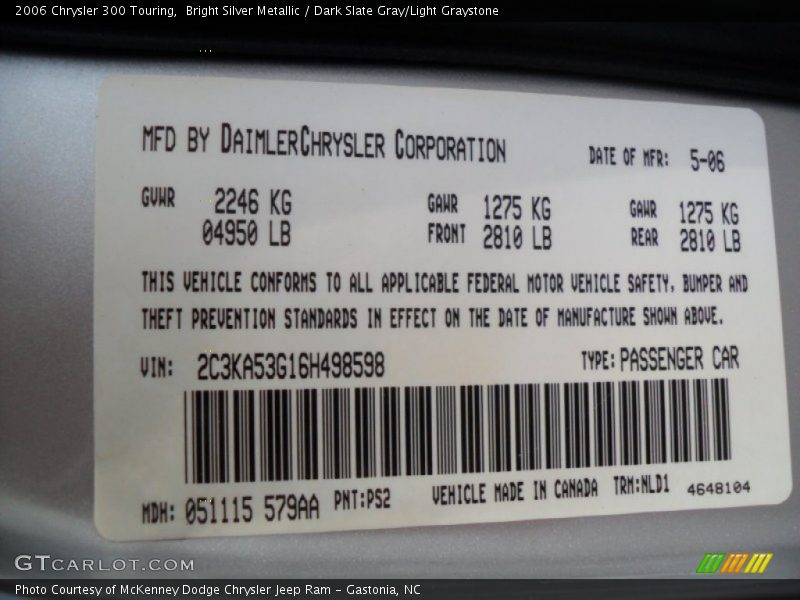 2006 Chrysler 300 Touring,  Bright Silver Metallic / Dark Slate Gray/Light Graystone
MFD BY DAIMLERCHRYSLER CORPORATION DATE OF MFR: 5-06
GVWR 2246 KG GAWR 1275 KG GAWR 1275 KG
04950 LB FRONT 2810 LB REAR 2810 LB
THIS VEHICLE CONFORMS TO ALL APPLICABLE FEDERAL MOTOR VEHICLE SAFETY, BUMPER AND
THEFT PREVENTION STANDARDS IN EFFECT ON THE DATE OF MANUFACTURE SHOWN ABOVE.
VIN: 2C3KA53G16H498598 TYPE: PASSENGER CAR
MDH: 051115 579AA PNT:PS2 VEHICLE MADE IN CANADA TRM:NLD1 4648104
GTCARLOT.COM
Photo Courtesy of McKenney Dodge Chrysler Jeep Ram - Gastonia, NC